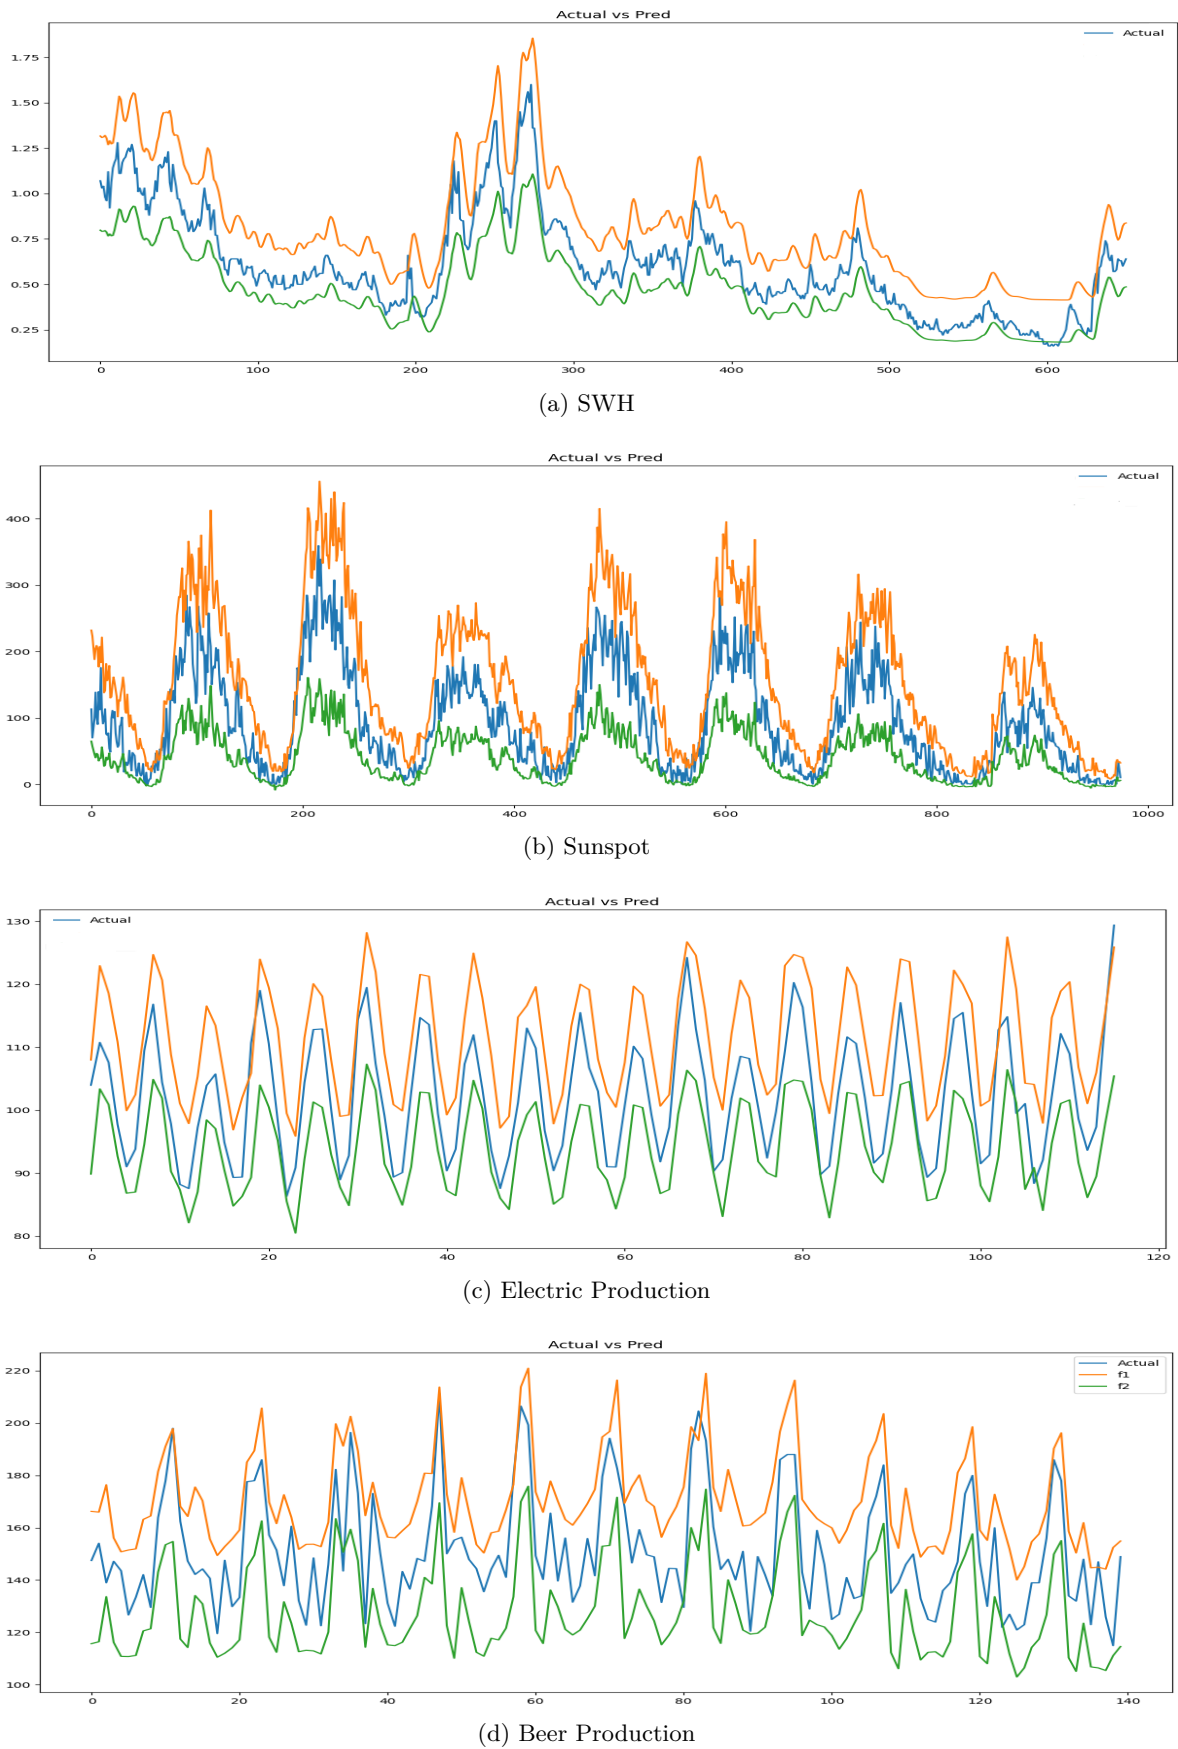 Actual vs Pred
Actual
1.75
1.50
1.25
1.00
0.75
0.50
0.25
0 100 200 300 400 500 600
(a) SWH
Actual vs Pred
Actual
400
300
200
100
0
0 200 400 600 800 1000
(b) Sunspot
Actual vs Pred
Actual
130
120
110
100
90
80
0 20 40 60 80 100 120
(c) Electric Production
Actual vs Pred
Actual
f1
f2
220
200
180
160
140
120
100
0 20 40 60 80 100 120 140
(d) Beer Production